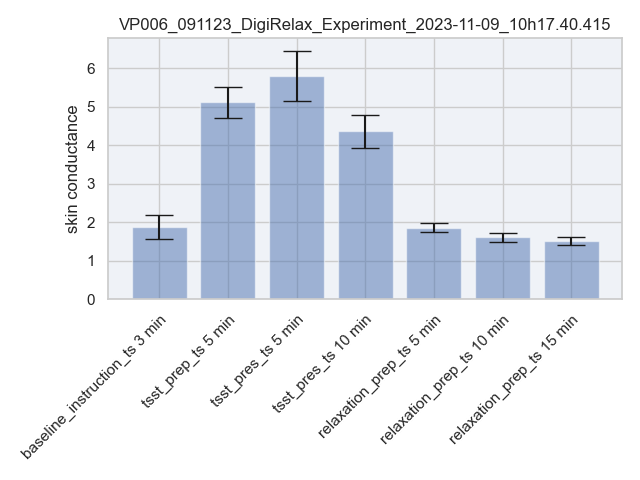 VP006_091123_DigiRelax_Experiment_2023-11-09_10h17.40.415
skin conductance
6
5
4
3
2
1
0
baseline_instruction_ts 3 min
tsst_prep_ts 5 min
tsst_pres_ts 5 min
tsst_pres_ts 10 min
relaxation_prep_ts 5 min
relaxation_prep_ts 10 min
relaxation_prep_ts 15 min